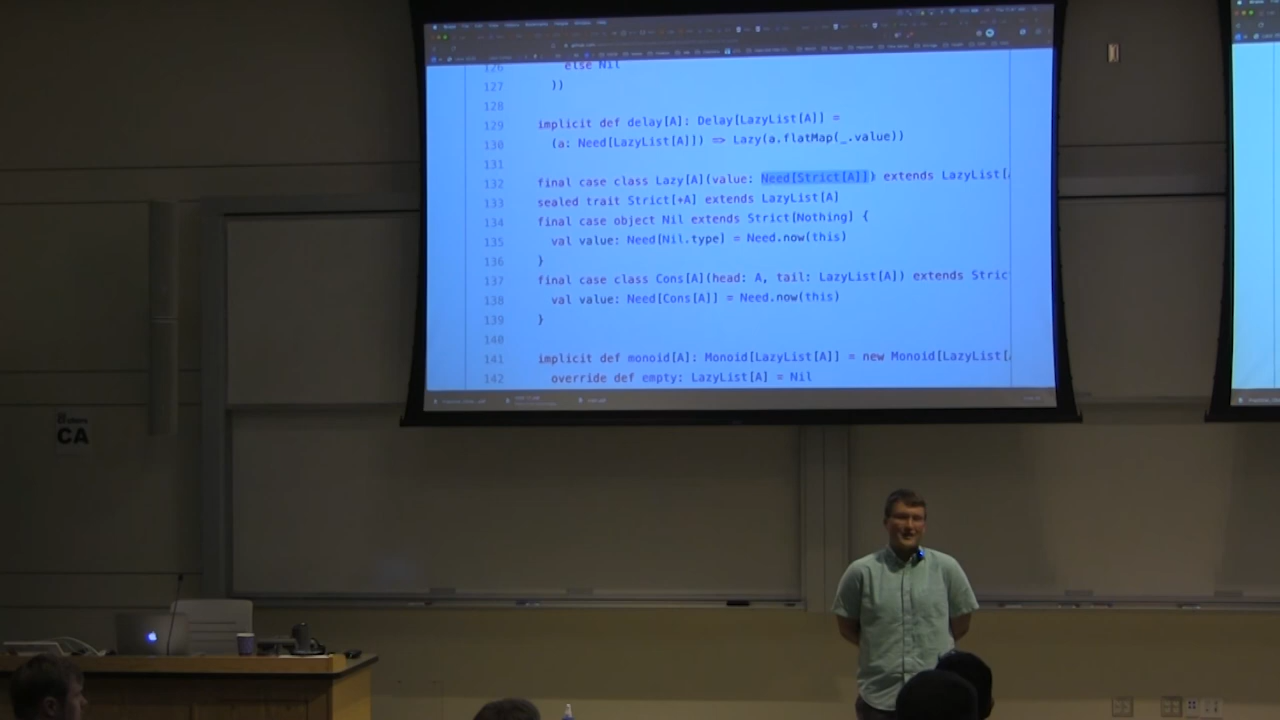 126 else Nil
127 ))
128
129 implicit def delay[A]: Delay[LazyList[A]] =
130 (a: Need[LazyList[A]]) => Lazy(a.flatMap(_.value))
131
132 final case class Lazy[A](value: Need[Strict[A]]) extends LazyList[
133 sealed trait Strict[+A] extends LazyList[A]
134 final case object Nil extends Strict[Nothing] {
135 val value: Need[Nil.type] = Need.now(this)
136 }
137 final case class Cons[A](head: A, tail: LazyList[A]) extends Stric
138 val value: Need[Cons[A]] = Need.now(this)
139 }
140
141 implicit def monoid[A]: Monoid[LazyList[A]] = new Monoid[LazyList[
142 override def empty: LazyList[A] = Nil
CA